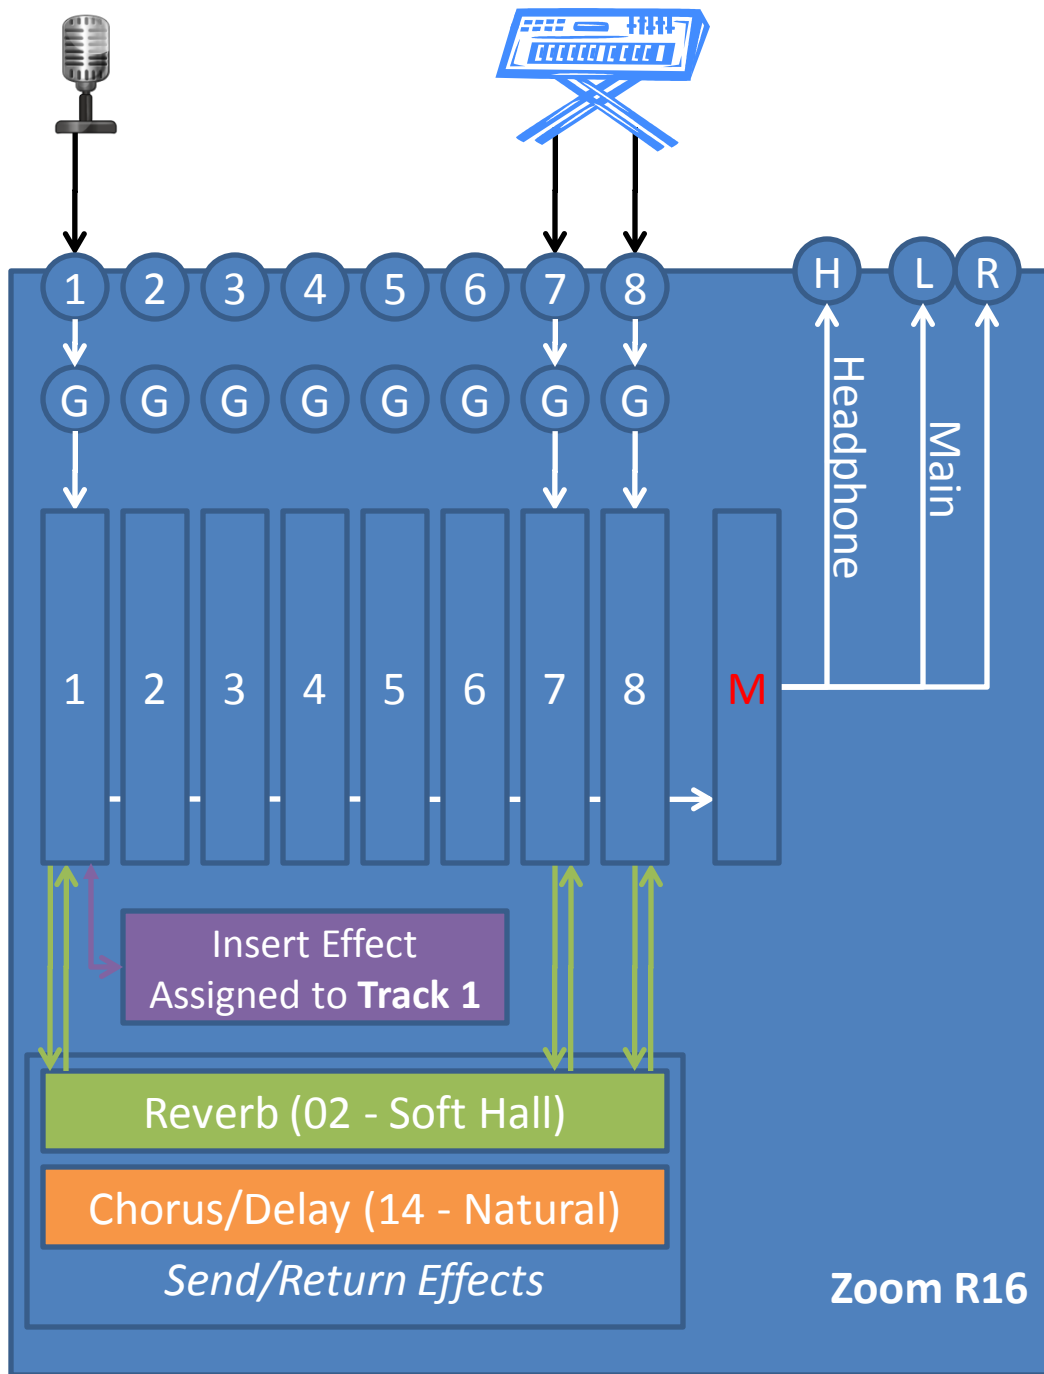 1 2 3 4 5 6 7 8 H L R
G G G G G G G G
Headphone
Main
1 2 3 4 5 6 7 8 M
Insert Effect
Assigned to Track 1
Reverb (02 - Soft Hall)
Chorus/Delay (14 - Natural)
Send/Return Effects
Zoom R16